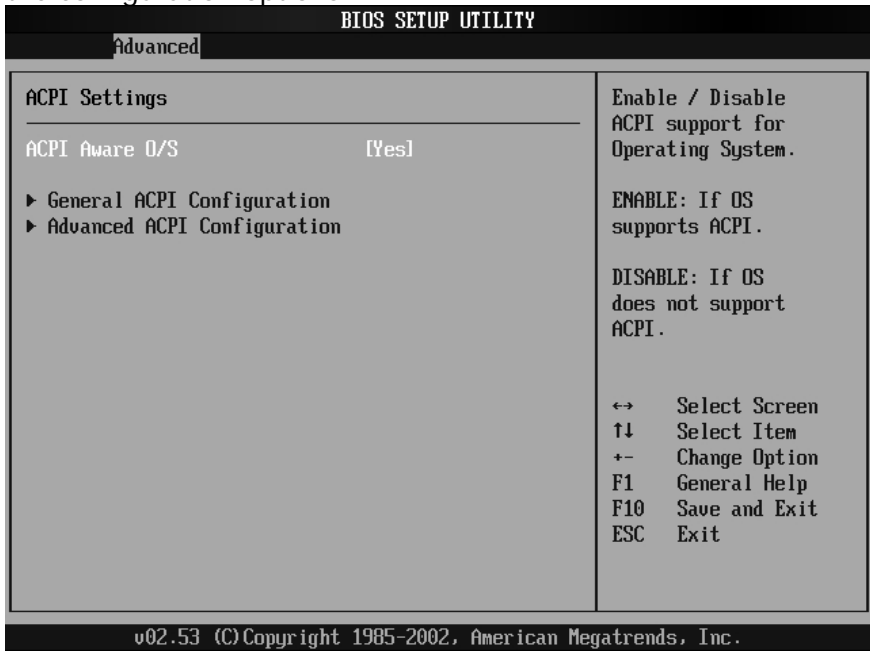 BIOS SETUP UTILITY
Advanced
ACPI Settings
ACPI Aware O/S [Yes]
▶ General ACPI Configuration
▶ Advanced ACPI Configuration
Enable / Disable
ACPI support for
Operating System.
ENABLE: If OS
supports ACPI.
DISABLE: If OS
does not support
ACPI.
←→ Select Screen
↑↓ Select Item
+- Change Option
F1 General Help
F10 Save and Exit
ESC Exit
v02.53 (C)Copyright 1985-2002, American Megatrends, Inc.